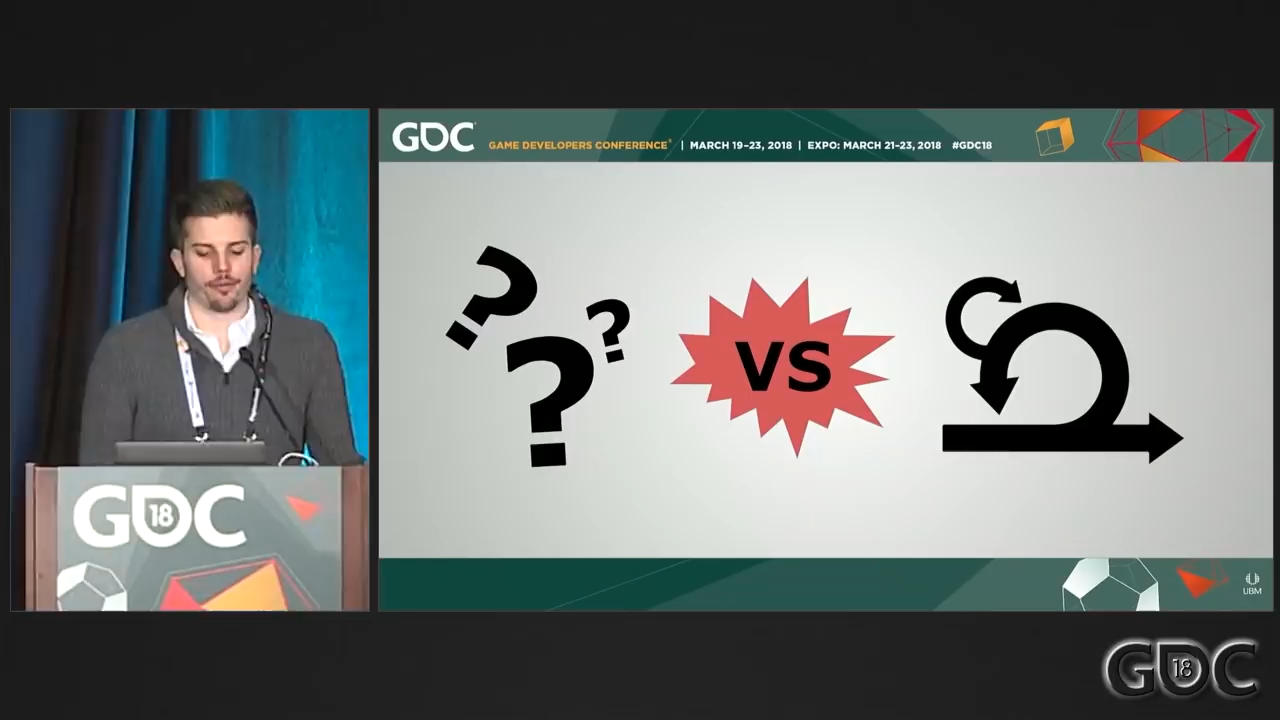 GDC GAME DEVELOPERS CONFERENCE® | MARCH 19–23, 2018 | EXPO: MARCH 21–23, 2018 #GDC18
? ? ?
VS
GDC
18
UBM
GDC
18